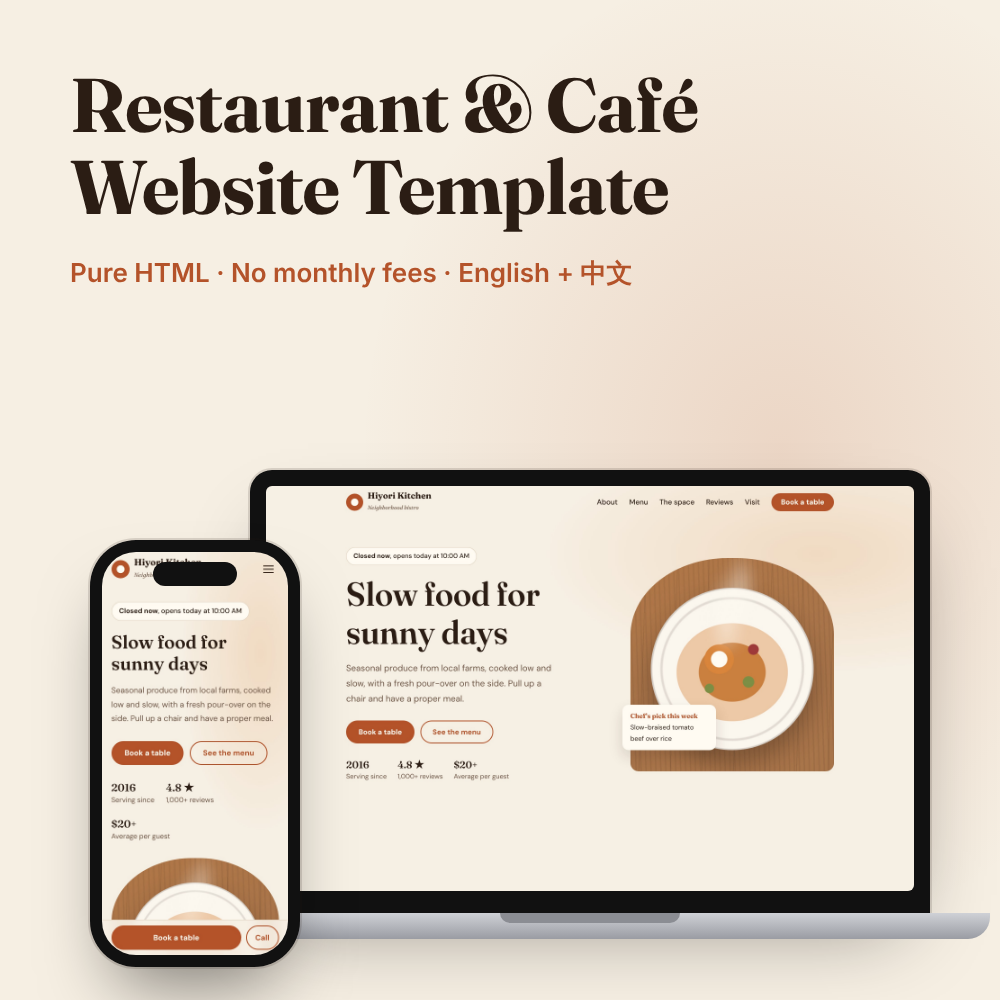 Restaurant & Café
Website Template
Pure HTML · No monthly fees · English + 中文
Hiyori Kitchen
Neighborhood bistro
About Menu The space Reviews Visit Book a table
Closed now, opens today at 10:00 AM
Slow food for
sunny days
Seasonal produce from local farms, cooked low and
slow, with a fresh pour-over on the side. Pull up a
chair and have a proper meal.
Book a table See the menu
2016 4.8 ★ $20+
Serving since 1,000+ reviews Average per guest
Chef's pick this week
Slow-braised tomato
beef over rice
Hiyori Kitchen
Closed now, opens today at 10:00 AM
Slow food for
sunny days
Seasonal produce from local farms, cooked
low and slow, with a fresh pour-over on the
side. Pull up a chair and have a proper meal.
Book a table See the menu
2016 4.8 ★
Serving since 1,000+ reviews
$20+
Average per guest
Book a table Call